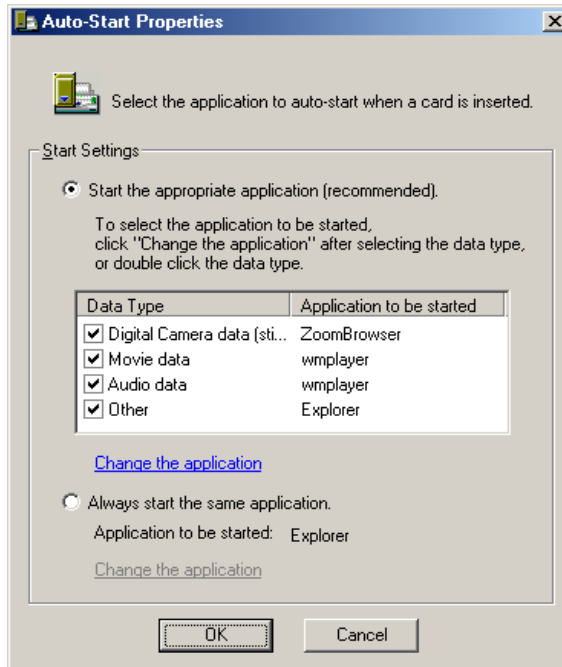 Auto-Start Properties
Select the application to auto-start when a card is inserted.
Start Settings
Start the appropriate application (recommended).
To select the application to be started,
click "Change the application" after selecting the data type,
or double click the data type.
Data Type Application to be started
Digital Camera data (sti... ZoomBrowser
Movie data wmplayer
Audio data wmplayer
Other Explorer
Change the application
Always start the same application.
Application to be started: Explorer
Change the application
OK Cancel